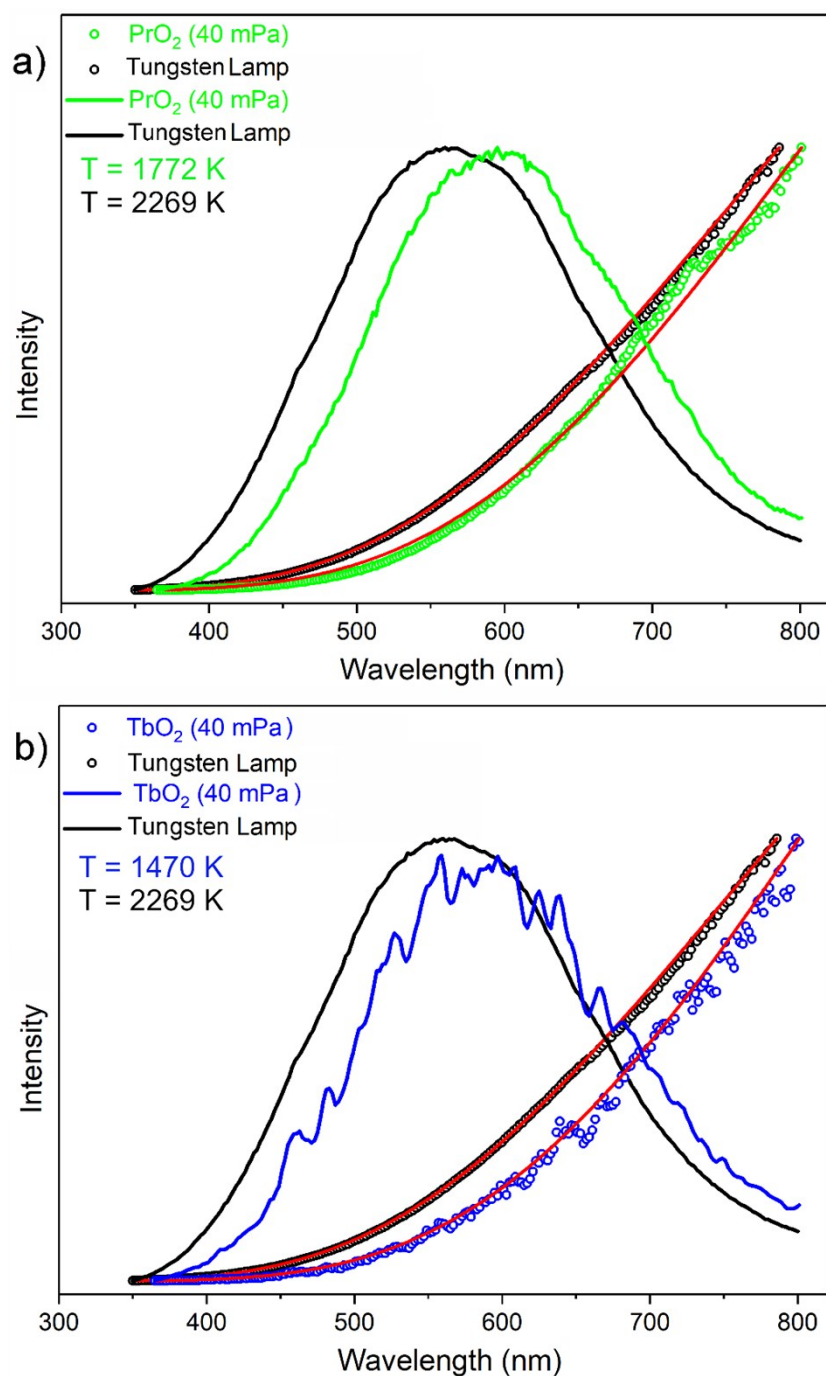 a)
PrO₂ (40 mPa)
Tungsten Lamp
PrO₂ (40 mPa)
Tungsten Lamp
T = 1772 K
T = 2269 K
Intensity
300 400 500 600 700 800
Wavelength (nm)
b)
TbO₂ (40 mPa)
Tungsten Lamp
TbO₂ (40 mPa)
Tungsten Lamp
T = 1470 K
T = 2269 K
Intensity
300 400 500 600 700 800
Wavelength (nm)